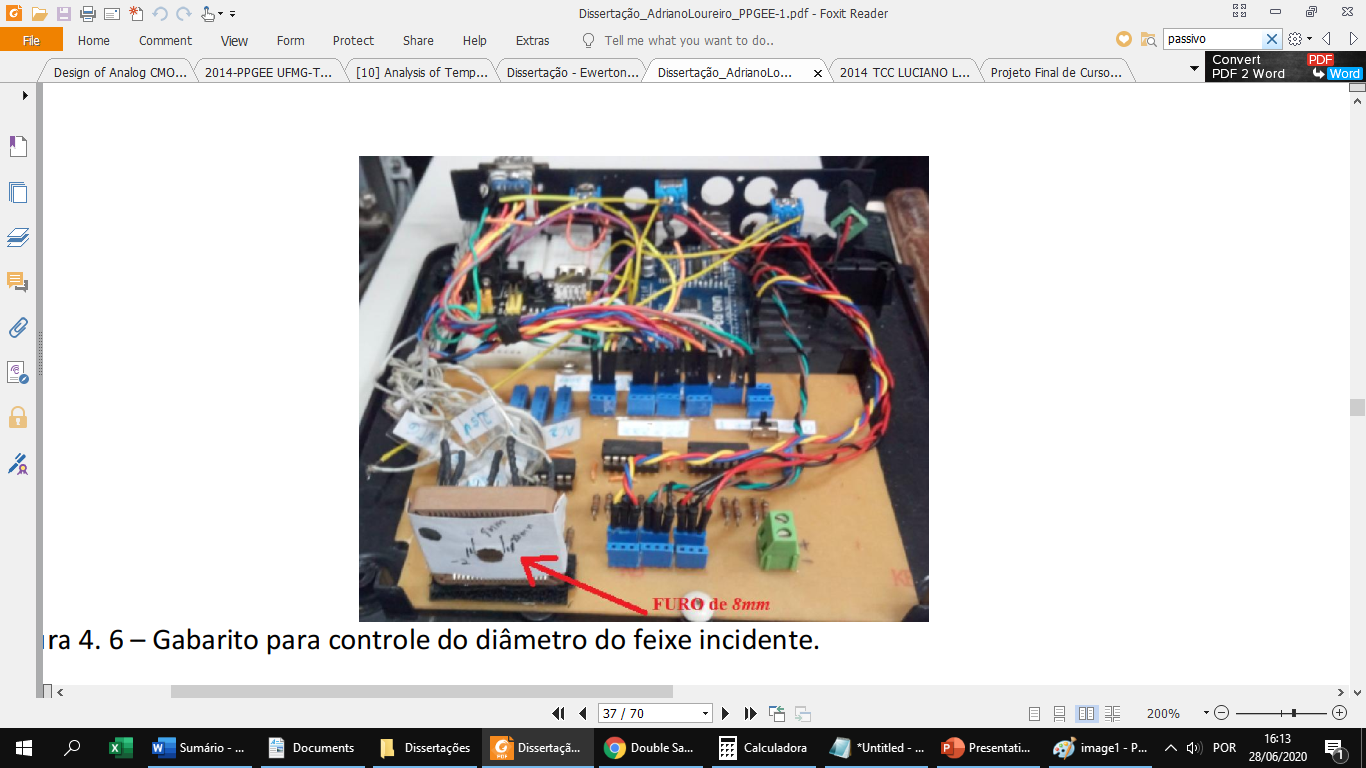 Dissertação_AdrianoLoureiro_PPGEE-1.pdf - Foxit Reader
File Home Comment View Form Protect Share Help Extras Tell me what you want to do.. passivo
Design of Analog CMO... 2014-PPGEE UFMG-T... [10] Analysis of Temp... Dissertação - Ewerton... Dissertação_AdrianoLo... 2014 TCC LUCIANO L... Projeto Final de Curso...
Convert PDF
PDF 2 Word Word
FURO de 8mm
ura 4. 6 – Gabarito para controle do diâmetro do feixe incidente.
37 / 70 200%
Sumário - ... Documents Dissertações Dissertaçã... Double Sa... Calculadora *Untitled - ... Presentati... image1 - P... POR 16:13
28/06/2020 1